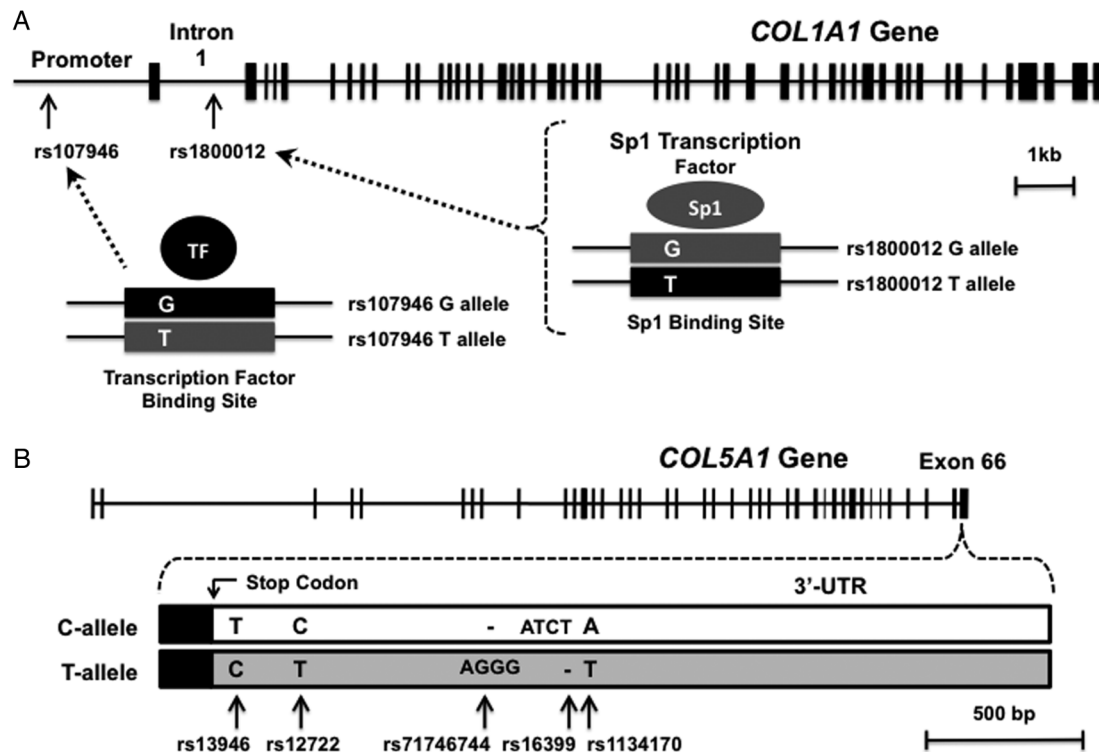 A
Intron
1
COL1A1 Gene
Promoter
rs107946
rs1800012
Sp1 Transcription
Factor
1kb
Sp1
TF
G
rs1800012 G allele
T
rs1800012 T allele
Sp1 Binding Site
G
rs107946 G allele
T
rs107946 T allele
Transcription Factor
Binding Site
B
COL5A1 Gene
Exon 66
Stop Codon
3’-UTR
C-allele T C - ATCT A
T-allele C T AGGG - T
rs13946 rs12722 rs71746744 rs16399 rs1134170
500 bp